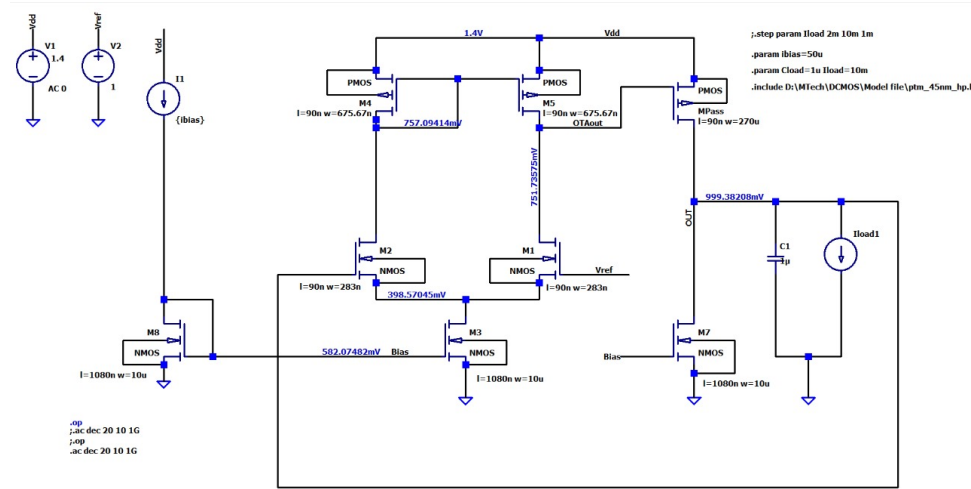 Vdd
V1
1.4
AC 0
Vref
V2
1
Vdd
I1
{ibias}
1.4V
Vdd
PMOS
M4
l=90n w=675.67n
757.09414mV
PMOS
M5
l=90n w=675.67n
OTAout
751.73575mV
PMOS
MPass
l=90n w=270u
;.step param Iload 2m 10m 1m
.param ibias=50u
.param Cload=1u Iload=10m
.include D:\MTech\DCMOS\Model file\ptm_45nm_hp.l
999.38208mV
OUT
C1
1µ
Iload1
M2
NMOS
l=90n w=283n
M1
NMOS
l=90n w=283n
Vref
398.57045mV
M8
NMOS
l=1080n w=10u
582.07482mV
Bias
M3
NMOS
l=1080n w=10u
Bias
M7
NMOS
l=1080n w=10u
.op
;.ac dec 20 10 1G
;.op
.ac dec 20 10 1G